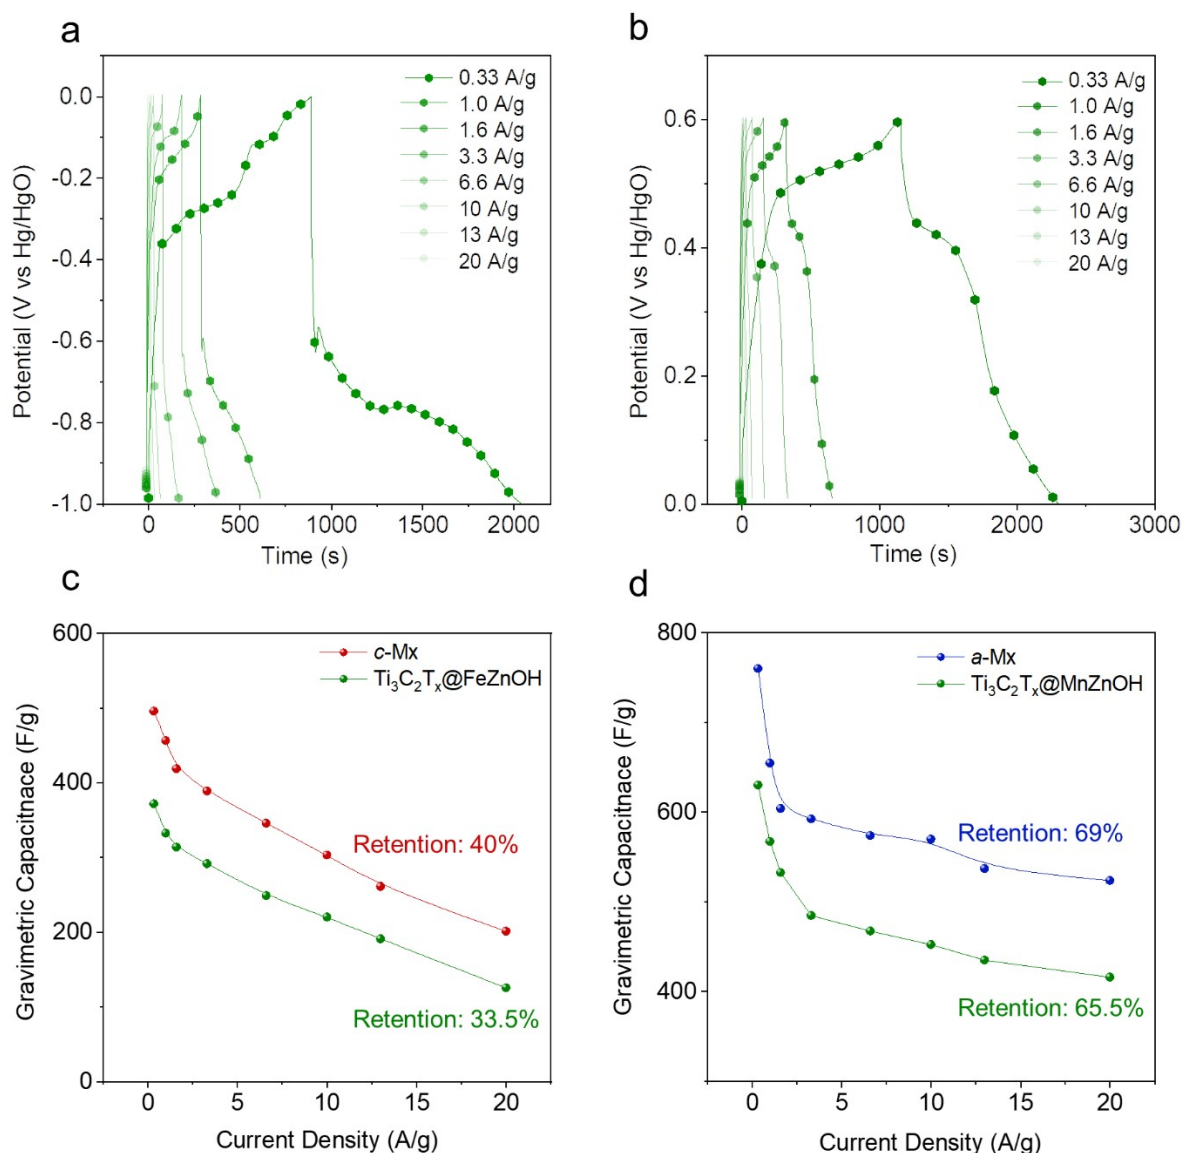 a
0.0
-0.2
-0.4
-0.6
-0.8
-1.0
Potential (V vs Hg/HgO)
0.33 A/g
1.0 A/g
1.6 A/g
3.3 A/g
6.6 A/g
10 A/g
13 A/g
20 A/g
0 500 1000 1500 2000
Time (s)
b
0.6
0.4
0.2
0.0
Potential (V vs Hg/HgO)
0.33 A/g
1.0 A/g
1.6 A/g
3.3 A/g
6.6 A/g
10 A/g
13 A/g
20 A/g
0 1000 2000 3000
Time (s)
c
600
400
200
0
Gravimetric Capacitnace (F/g)
c-Mx
Ti₃C₂Tₓ@FeZnOH
Retention: 40%
Retention: 33.5%
0 5 10 15 20
Current Density (A/g)
d
800
600
400
Gravimetric Capacitnace (F/g)
a-Mx
Ti₃C₂Tₓ@MnZnOH
Retention: 69%
Retention: 65.5%
0 5 10 15 20
Current Density (A/g)